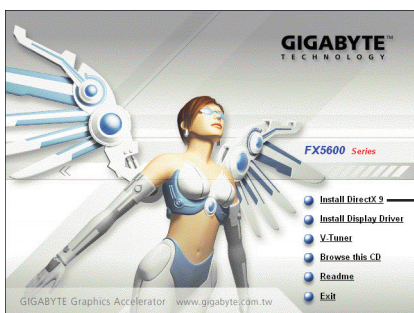 GIGABYTE™
TECHNOLOGY
FX5600 Series
Install DirectX 9
Install Display Driver
V-Tuner
Browse this CD
Readme
Exit
GIGABYTE Graphics Accelerator www.gigabyte.com.tw